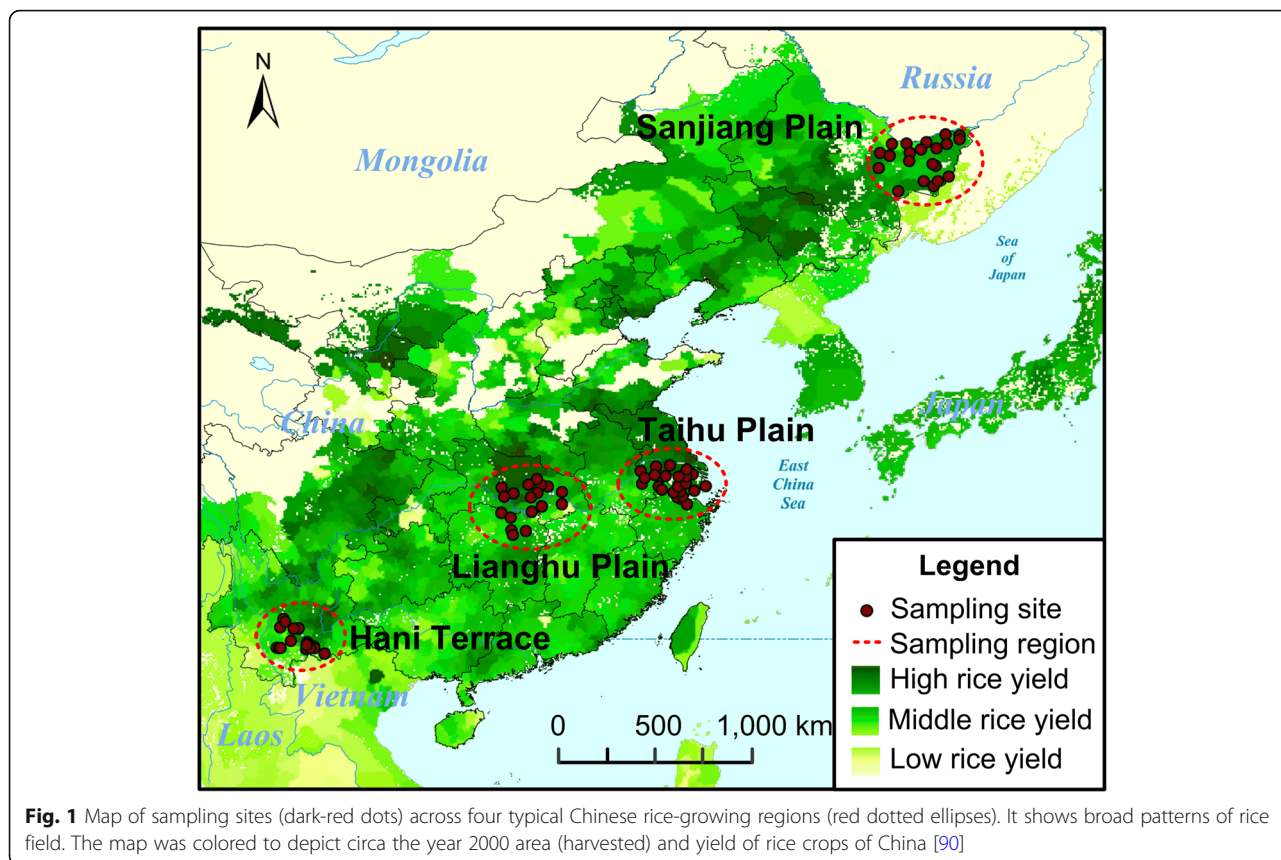 N
Russia
Sanjiang Plain
Mongolia
Sea
of
Japan
China
Japan
Taihu Plain
East
China
Sea
Lianghu Plain
Hani Terrace
Vietnam
Laos
0 500 1,000 km
Legend
Sampling site
Sampling region
High rice yield
Middle rice yield
Low rice yield
Fig. 1 Map of sampling sites (dark-red dots) across four typical Chinese rice-growing regions (red dotted ellipses). It shows broad patterns of rice
field. The map was colored to depict circa the year 2000 area (harvested) and yield of rice crops of China [90]